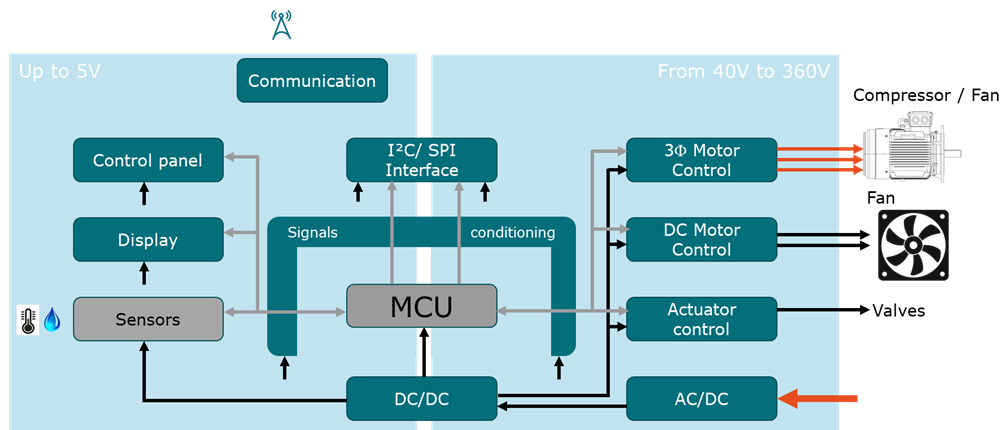 Up to 5V
From 40V to 360V
Communication
Compressor / Fan
Control panel
I²C/ SPI
Interface
3Φ Motor
Control
Fan
Display
Signals
conditioning
DC Motor
Control
Sensors
MCU
Actuator
control
Valves
DC/DC
AC/DC